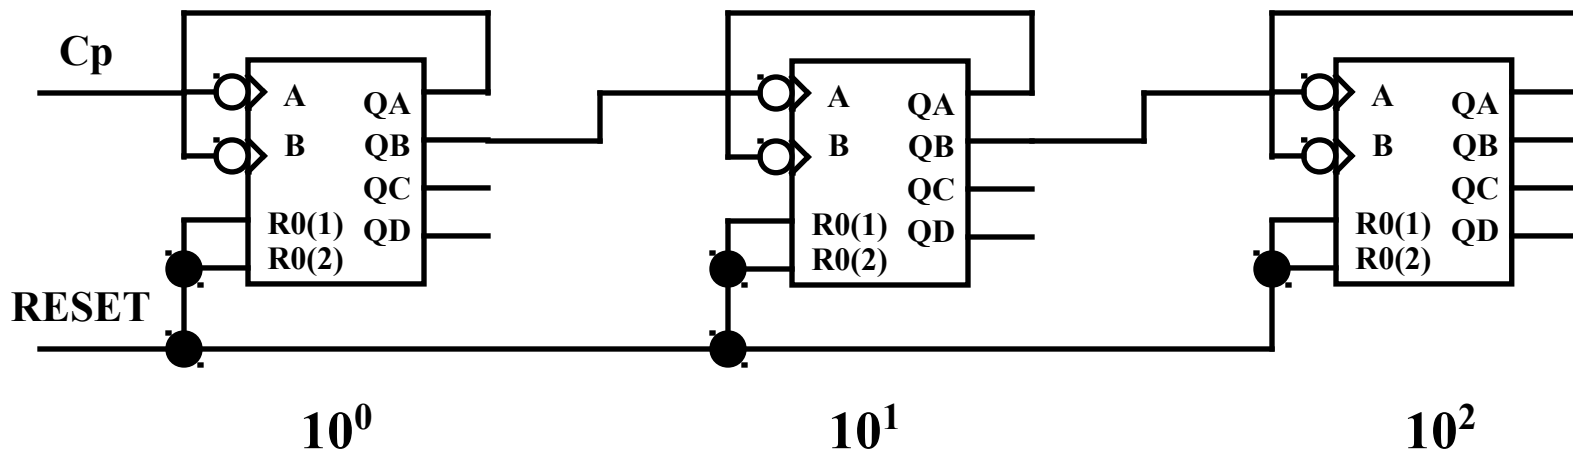 Cp
A
B
QA
QB
QC
QD
R0(1)
R0(2)
A
B
QA
QB
QC
QD
R0(1)
R0(2)
A
B
QA
QB
QC
QD
R0(1)
R0(2)
RESET
10⁰
10¹
10²